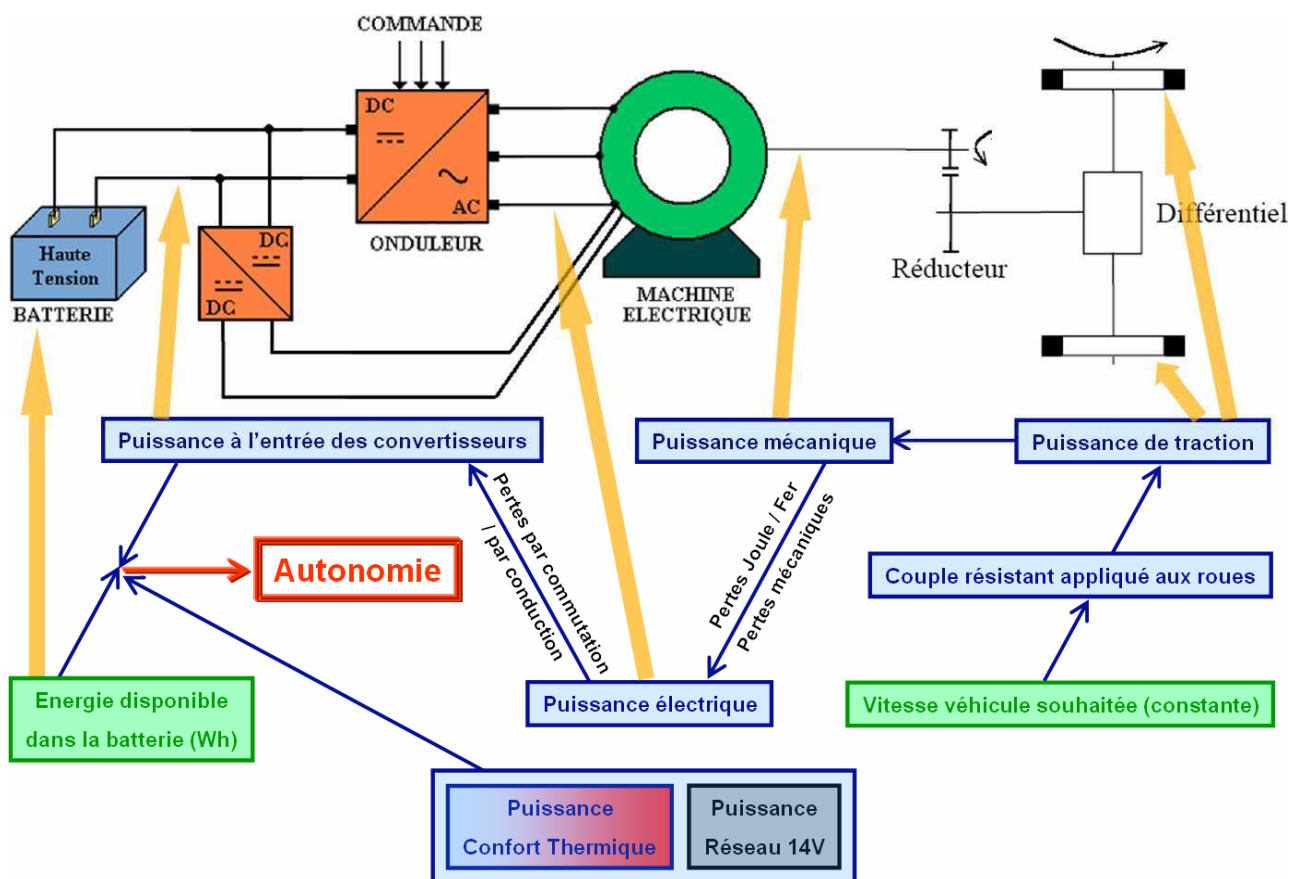 COMMANDE
DC
AC
ONDULEUR
Haute
Tension
BATTERIE
DC
DC
MACHINE
ELECTRIQUE
Réducteur
Différentiel
Puissance à l'entrée des convertisseurs
Puissance mécanique
Puissance de traction
Pertes par commutation
/ par conduction
Pertes Joule / Fer
Pertes mécaniques
Autonomie
Couple résistant appliqué aux roues
Energie disponible
dans la batterie (Wh)
Puissance électrique
Vitesse véhicule souhaitée (constante)
Puissance
Confort Thermique
Puissance
Réseau 14V